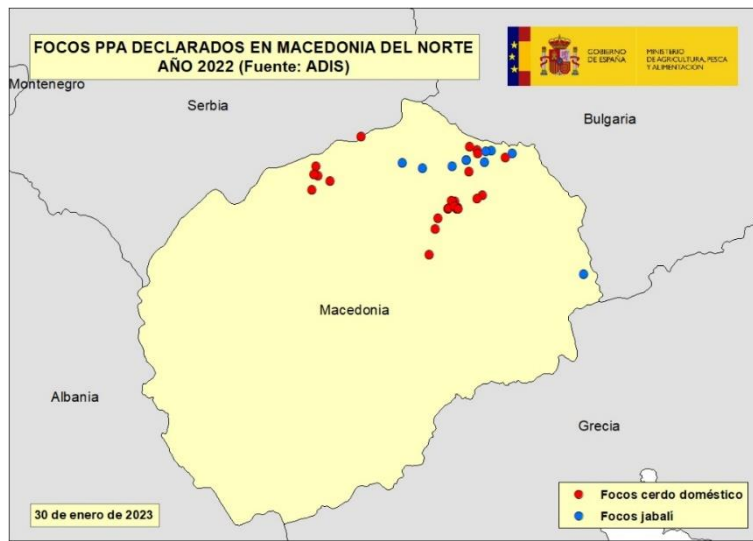 FOCOS PPA DECLARADOS EN MACEDONIA DEL NORTE
AÑO 2022 (Fuente: ADIS)
GOBIERNO
DE ESPAÑA
MINISTERIO
DE AGRICULTURA, PESCA
Y ALIMENTACIÓN
Montenegro
Serbia
Bulgaria
Macedonia
Albania
Grecia
30 de enero de 2023
Focos cerdo doméstico
Focos jabalí